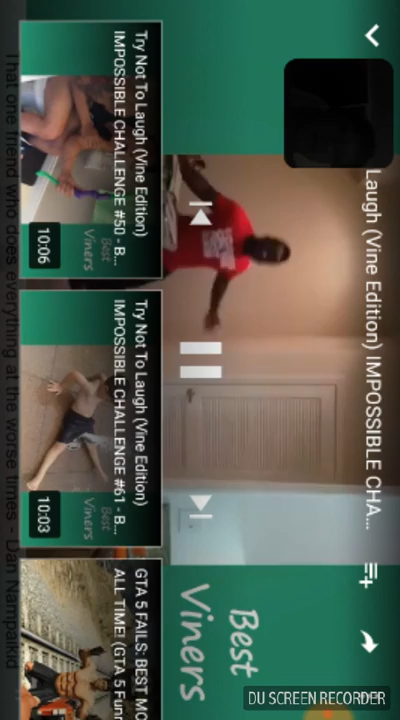 Laugh (Vine Edition) IMPOSSIBLE CHA...
Best
Viners
Try Not To Laugh (Vine Edition)
IMPOSSIBLE CHALLENGE #50 - B...
Best
Viners
10:06
Try Not To Laugh (Vine Edition)
IMPOSSIBLE CHALLENGE #61 - B...
Best
Viners
10:03
GTA 5 FAILS: BEST MO
ALL TIME! (GTA 5 Funn
That one friend who does everything at the worse times - Dan Nampaikid
DU SCREEN RECORDER